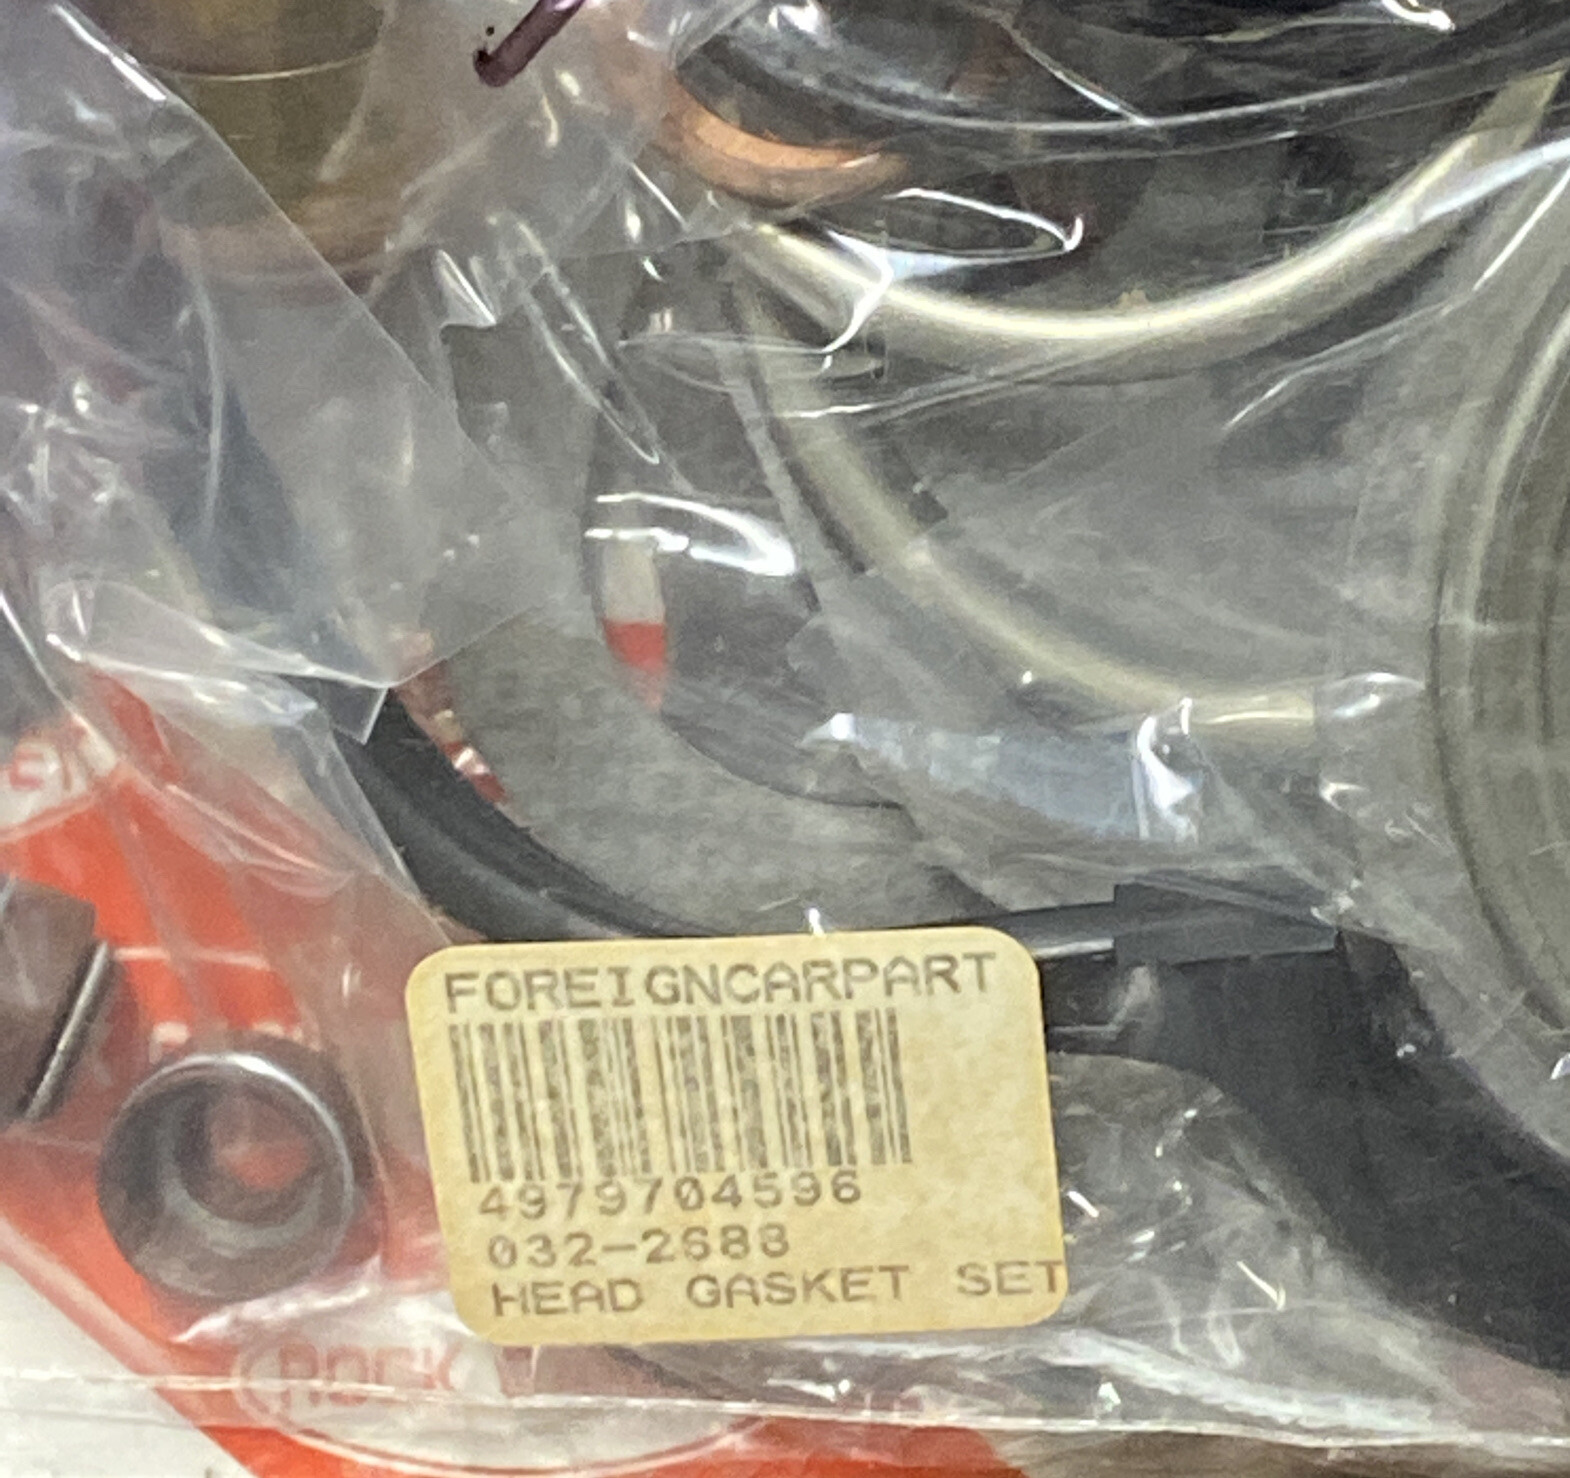 FOREIGNCARPART
4979704596
032-2688
HEAD GASKET SET